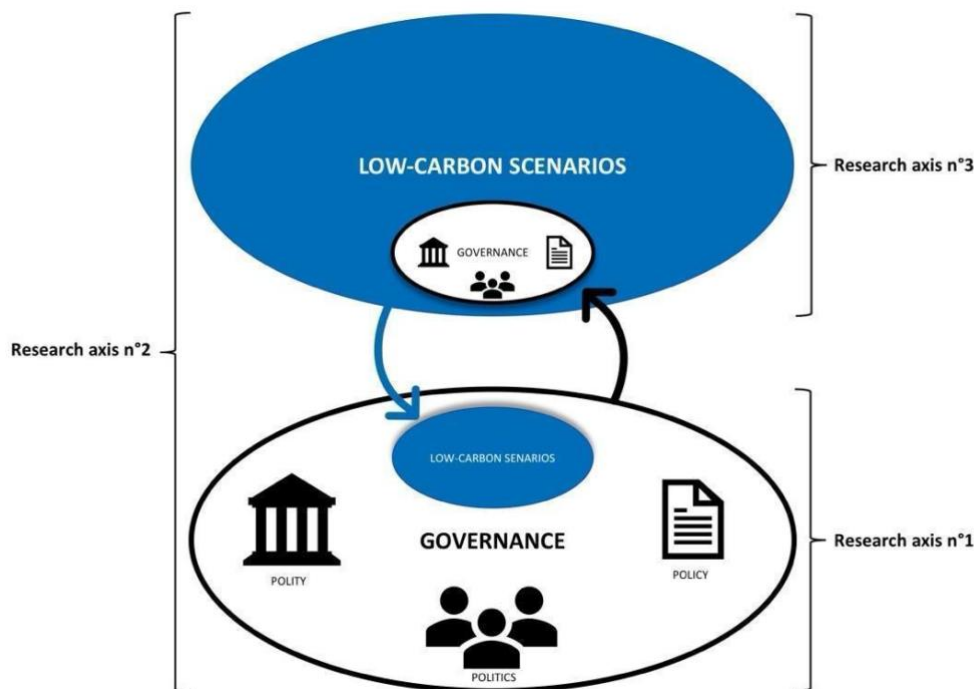 LOW-CARBON SCENARIOS
Research axis n°3
GOVERNANCE
Research axis n°2
LOW-CARBON SENARIOS
GOVERNANCE
Research axis n°1
POLITY
POLICY
POLITICS